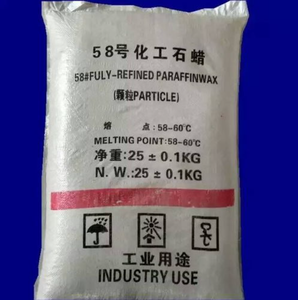 58号化工石蜡
58#FULY-REFINED PARAFFINWAX
(颗粒PARTICLE)
熔 点:58-60℃
MELTING POINT:58-60℃
净重:25 ± 0.1KG
N. W.:25 ± 0.1KG
工业用途
INDUSTRY USE